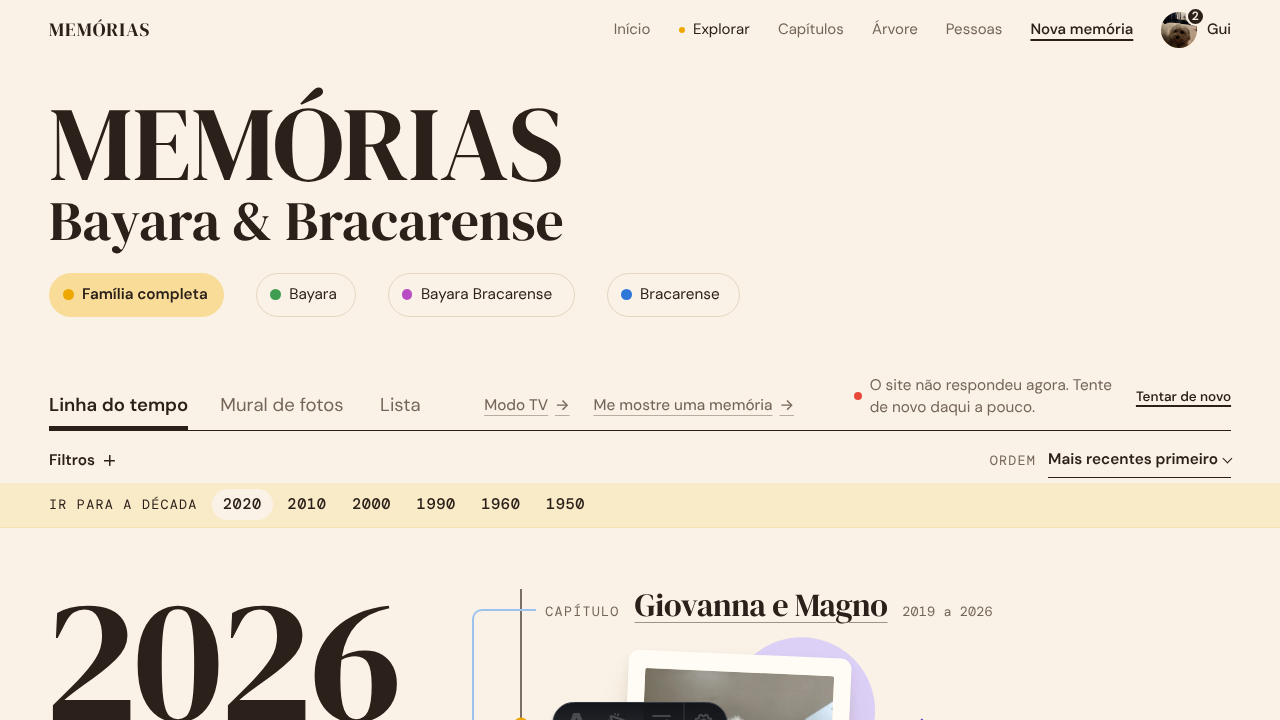 MEMÓRIAS
Início Explorar Capítulos Árvore Pessoas Nova memória 2 Gui
MEMÓRIAS
Bayara & Bracarense
Família completa Bayara Bayara Bracarense Bracarense
Linha do tempo Mural de fotos Lista Modo TV → Me mostre uma memória →
O site não respondeu agora. Tente
de novo daqui a pouco.
Tentar de novo
Filtros +
ORDEM Mais recentes primeiro
IR PARA A DÉCADA 2020 2010 2000 1990 1960 1950
2026
CAPÍTULO Giovanna e Magno 2019 a 2026